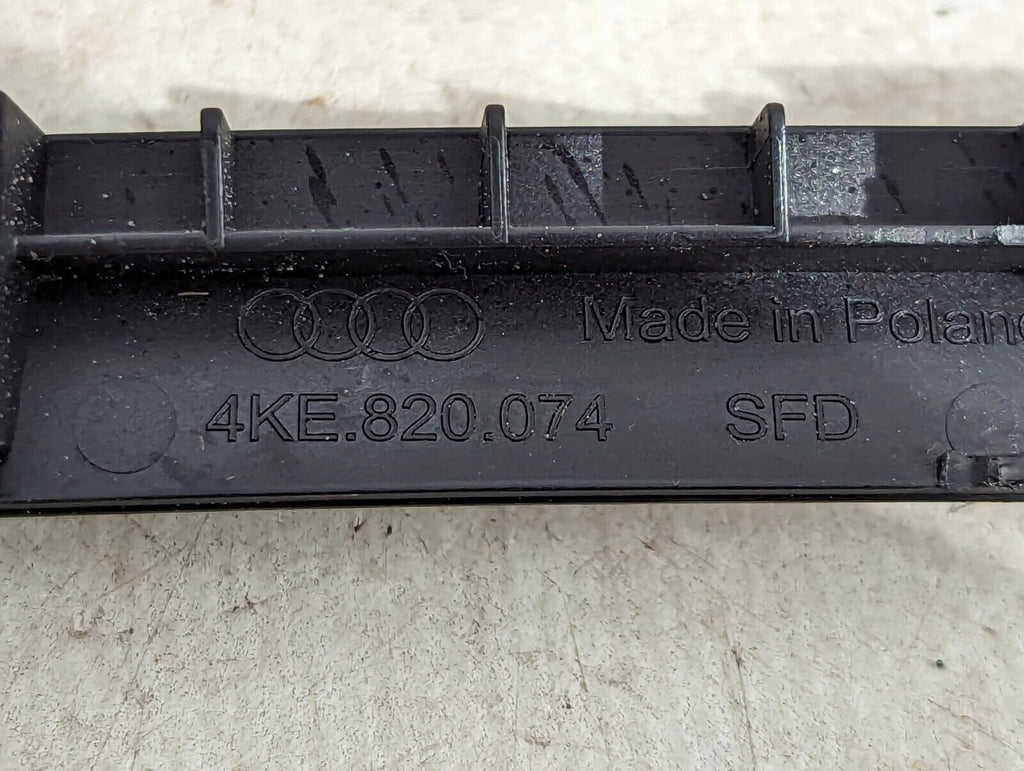 Made in Polan
4KE.820.074 SFD